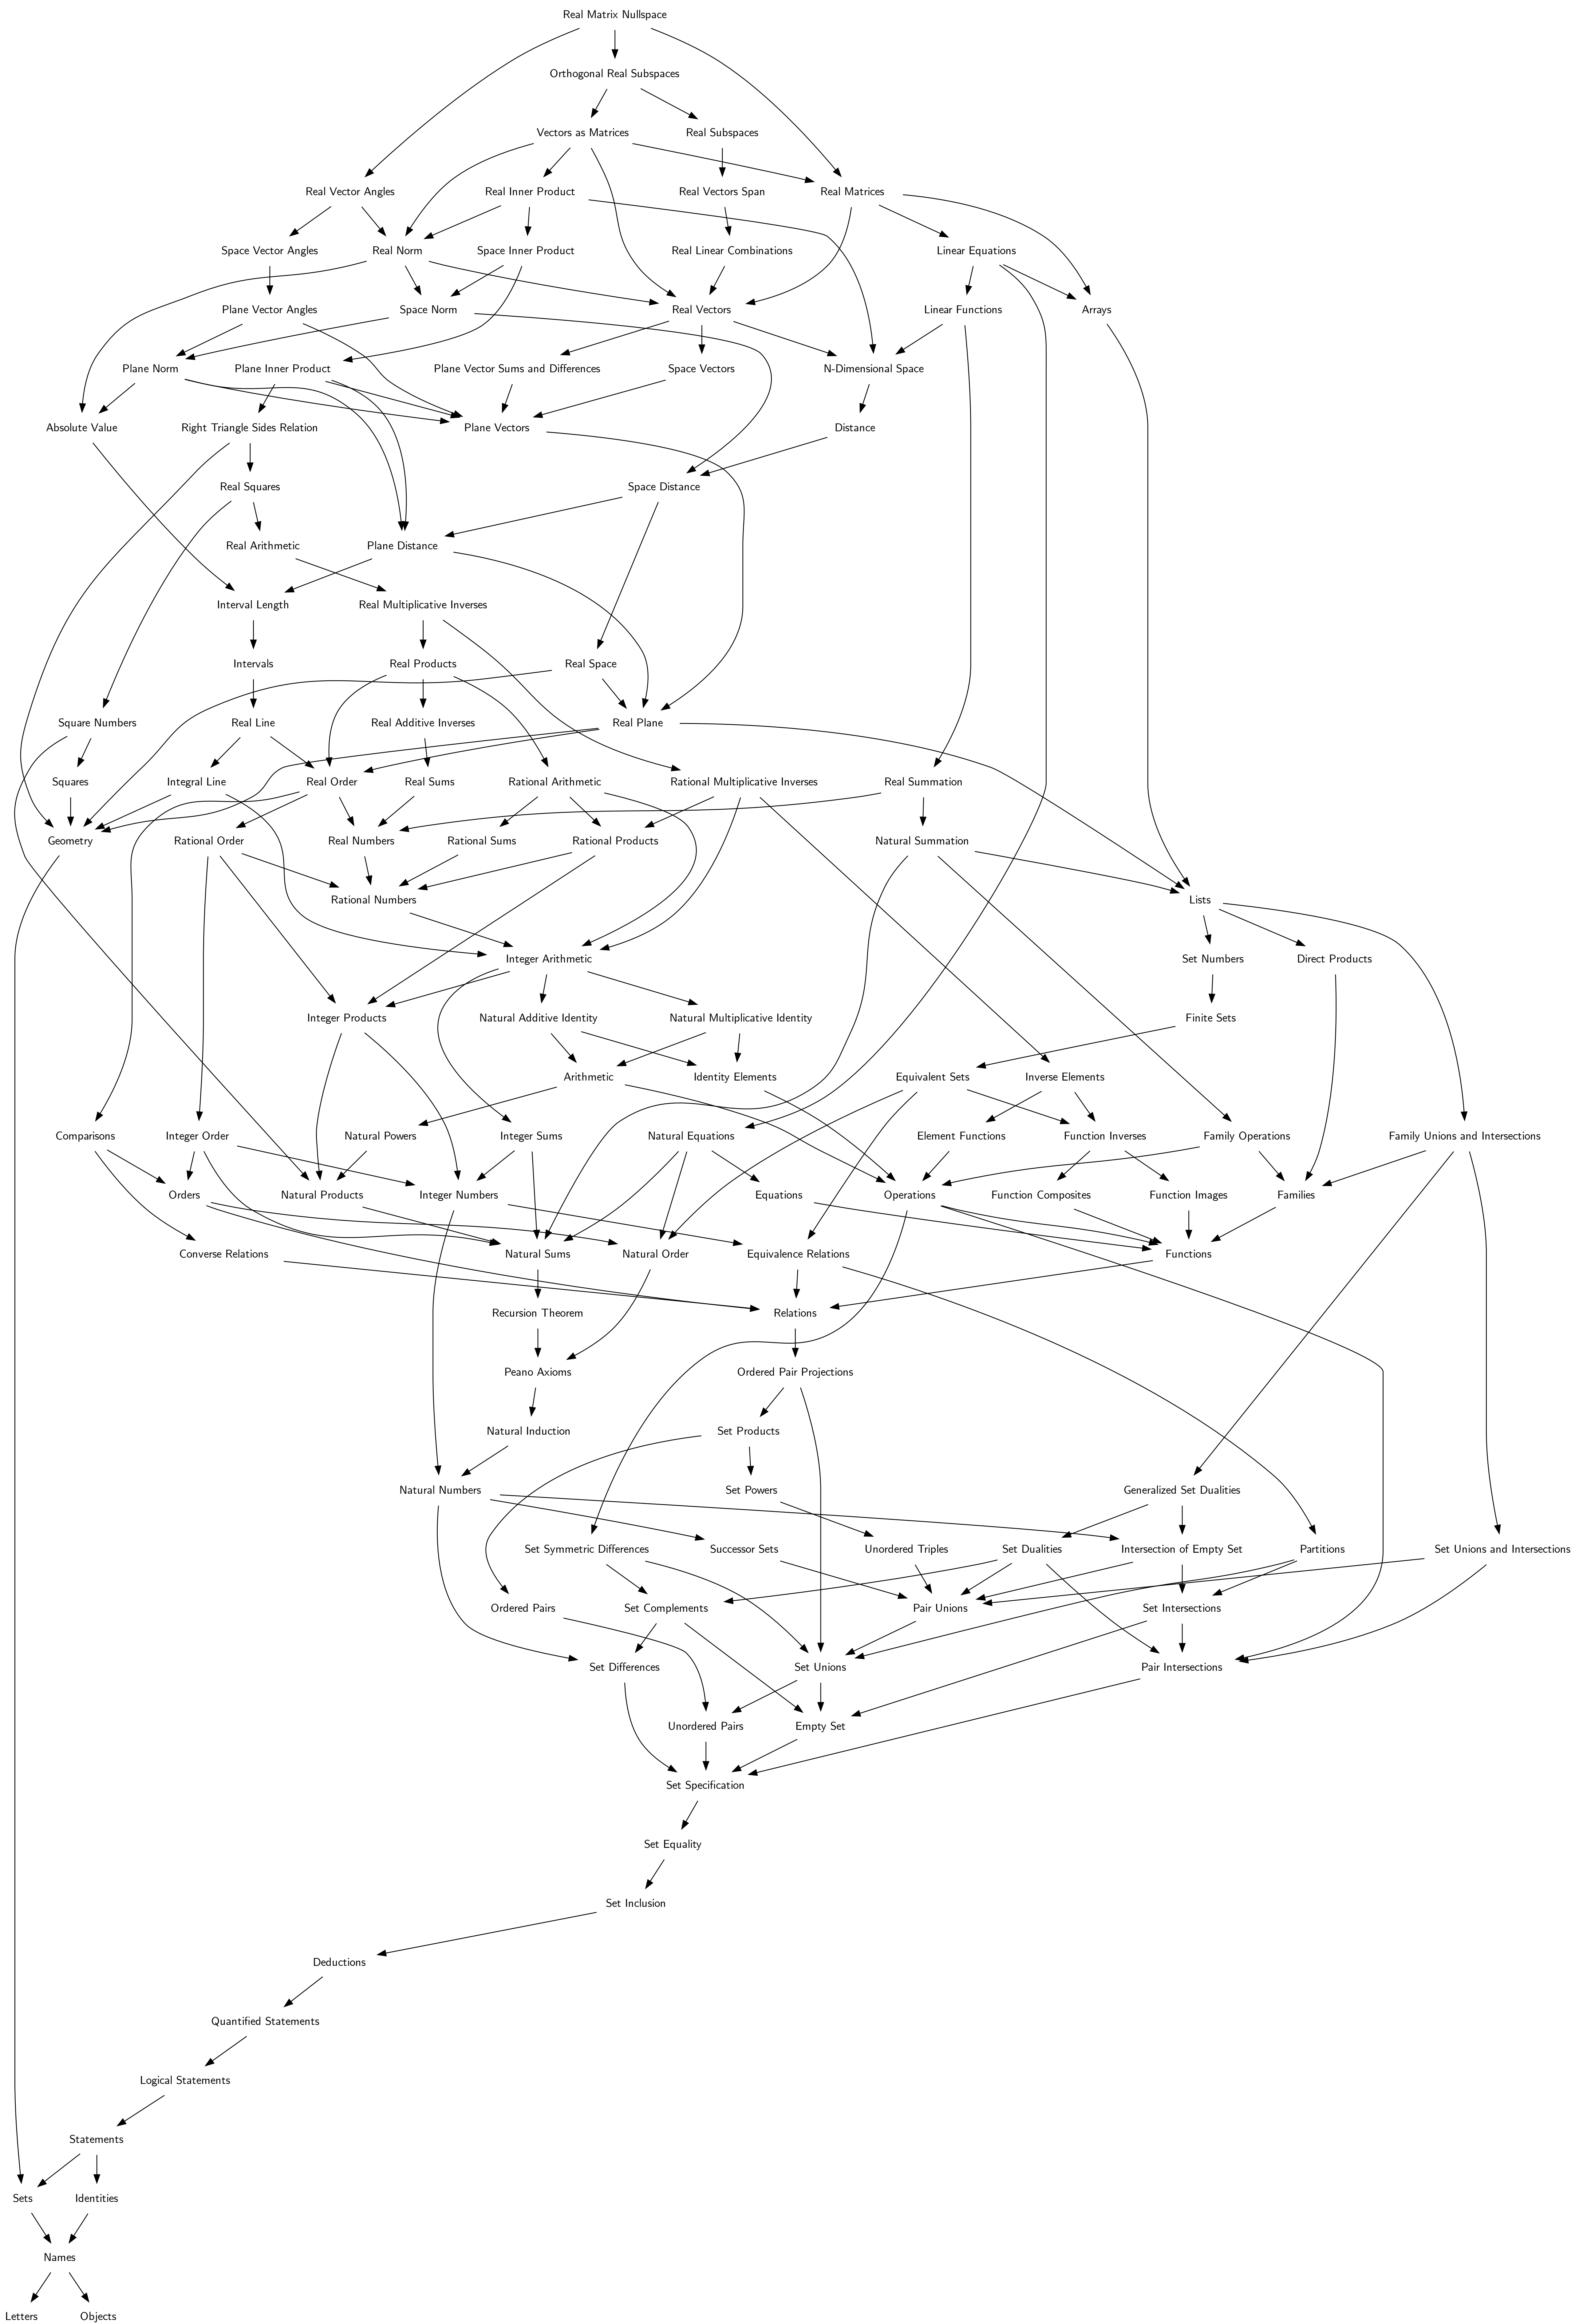 Real Matrix Nullspace
Orthogonal Real Subspaces
Vectors as Matrices
Real Subspaces
Real Vector Angles
Real Inner Product
Real Vectors Span
Real Matrices
Space Vector Angles
Real Norm
Space Inner Product
Real Linear Combinations
Linear Equations
Plane Vector Angles
Space Norm
Real Vectors
Linear Functions
Arrays
Plane Norm
Plane Inner Product
Plane Vector Sums and Differences
Space Vectors
N-Dimensional Space
Absolute Value
Right Triangle Sides Relation
Plane Vectors
Distance
Real Squares
Space Distance
Real Arithmetic
Plane Distance
Interval Length
Real Multiplicative Inverses
Intervals
Real Products
Real Space
Square Numbers
Real Line
Real Additive Inverses
Real Plane
Squares
Integral Line
Real Order
Real Sums
Rational Arithmetic
Rational Multiplicative Inverses
Real Summation
Geometry
Rational Order
Real Numbers
Rational Sums
Rational Products
Natural Summation
Rational Numbers
Lists
Integer Arithmetic
Set Numbers
Direct Products
Integer Products
Natural Additive Identity
Natural Multiplicative Identity
Finite Sets
Arithmetic
Identity Elements
Equivalent Sets
Inverse Elements
Comparisons
Integer Order
Natural Powers
Integer Sums
Natural Equations
Element Functions
Function Inverses
Family Operations
Family Unions and Intersections
Orders
Natural Products
Integer Numbers
Equations
Operations
Function Composites
Function Images
Families
Converse Relations
Natural Sums
Natural Order
Equivalence Relations
Functions
Recursion Theorem
Relations
Peano Axioms
Ordered Pair Projections
Natural Induction
Set Products
Natural Numbers
Set Powers
Generalized Set Dualities
Set Symmetric Differences
Successor Sets
Unordered Triples
Set Dualities
Intersection of Empty Set
Partitions
Set Unions and Intersections
Ordered Pairs
Set Complements
Pair Unions
Set Intersections
Set Differences
Set Unions
Pair Intersections
Unordered Pairs
Empty Set
Set Specification
Set Equality
Set Inclusion
Deductions
Quantified Statements
Logical Statements
Statements
Sets
Identities
Names
Letters
Objects